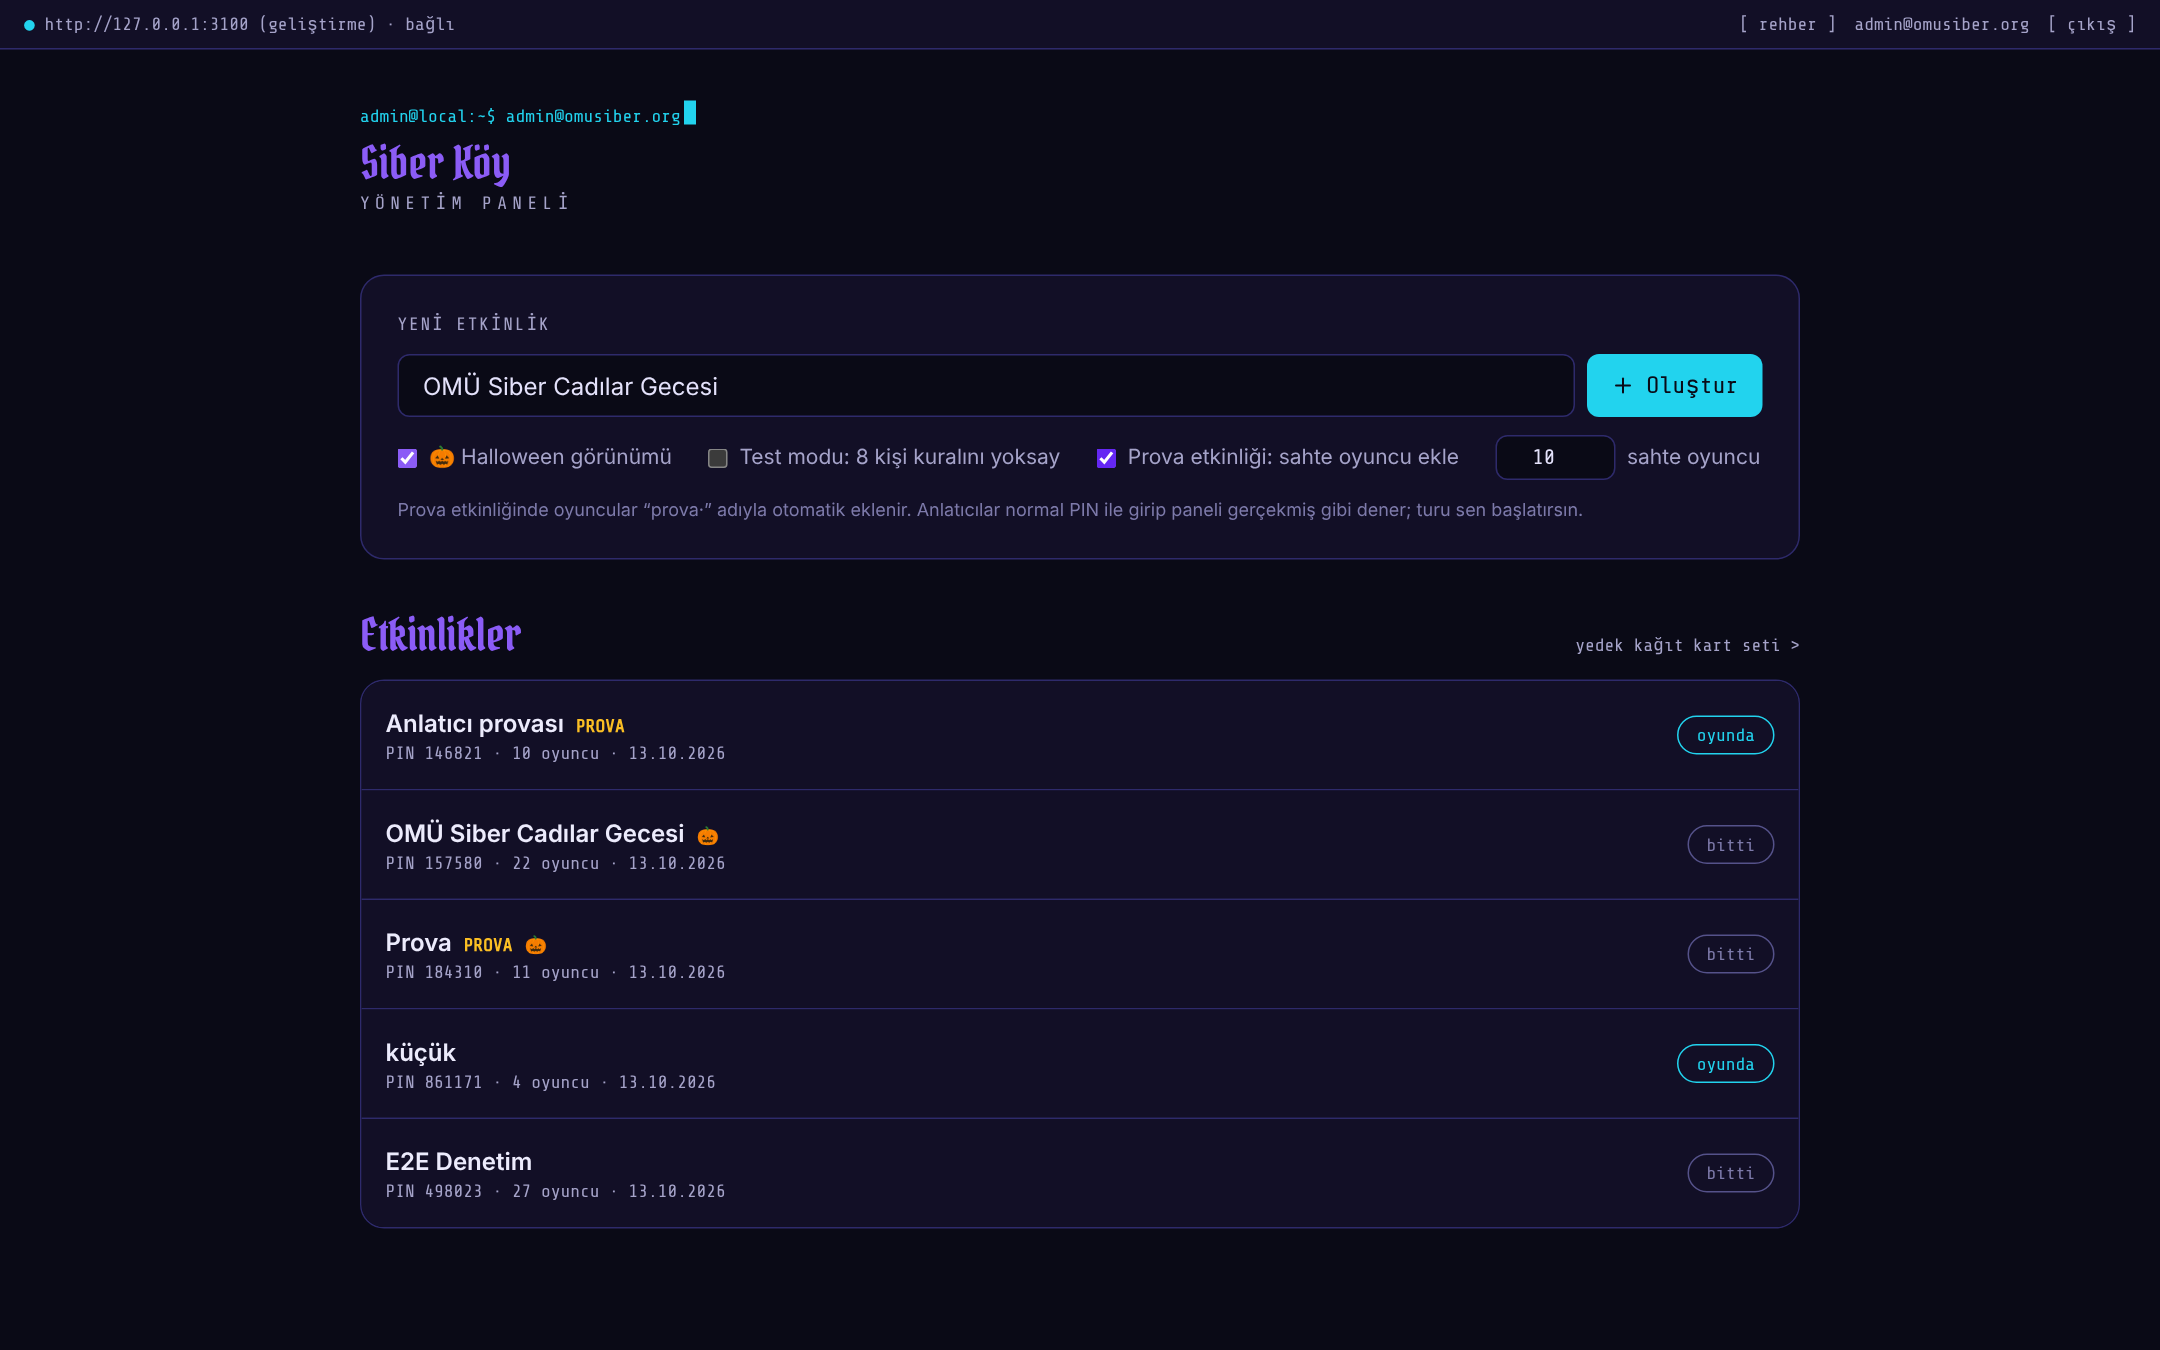 http://127.0.0.1:3100 (geliştirme) · bağlı
[ rehber ] admin@omusiber.org [ çıkış ]
admin@local:~$ admin@omusiber.org
Siber Köy
YÖNETİM PANELİ
YENİ ETKİNLİK
OMÜ Siber Cadılar Gecesi
+ Oluştur
🎃 Halloween görünümü
Test modu: 8 kişi kuralını yoksay
Prova etkinliği: sahte oyuncu ekle
10 sahte oyuncu
Prova etkinliğinde oyuncular “prova·” adıyla otomatik eklenir. Anlatıcılar normal PIN ile girip paneli gerçekmiş gibi dener; turu sen başlatırsın.
Etkinlikler
yedek kağıt kart seti >
Anlatıcı provası PROVA
PIN 146821 · 10 oyuncu · 13.10.2026
oyunda
OMÜ Siber Cadılar Gecesi 🎃
PIN 157580 · 22 oyuncu · 13.10.2026
bitti
Prova PROVA 🎃
PIN 184310 · 11 oyuncu · 13.10.2026
bitti
küçük
PIN 861171 · 4 oyuncu · 13.10.2026
oyunda
E2E Denetim
PIN 498023 · 27 oyuncu · 13.10.2026
bitti